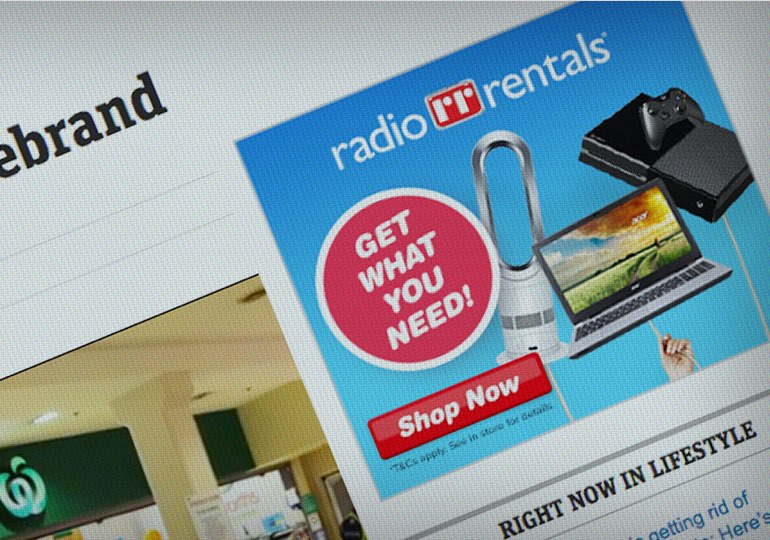 ebrand
radio rr rentals®
GET
WHAT
YOU
NEED!
acer
Shop Now
*T&Cs apply. See in store for details.
RIGHT NOW IN LIFESTYLE
getting rid of
Here's